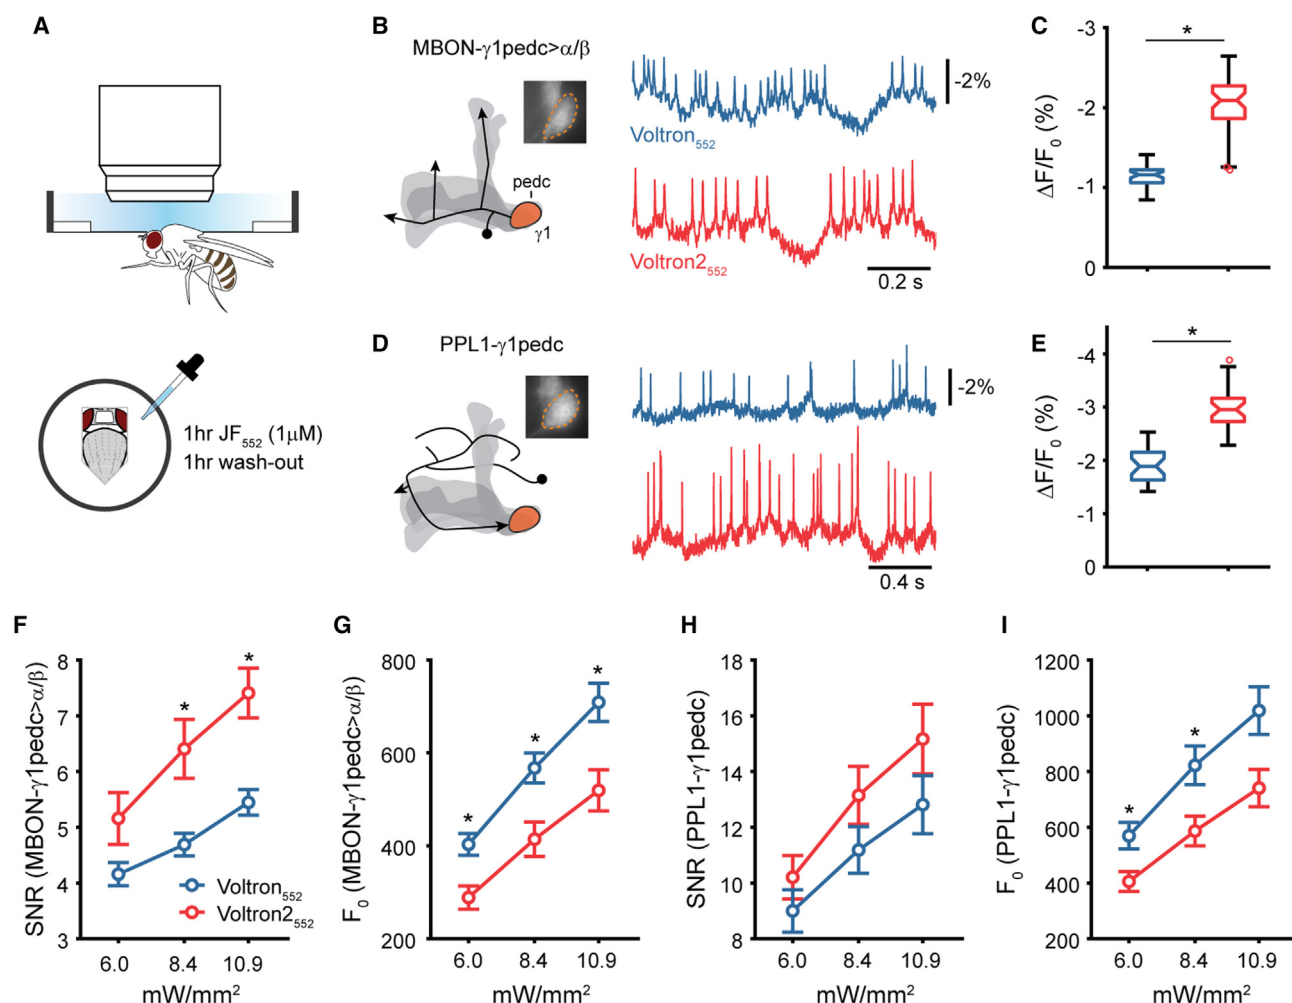 A
1hr JF552 (1μM)
1hr wash-out
B
MBON-γ1pedc>α/β
pedc
γ1
Voltron552
Voltron2552
-2%
0.2 s
C
ΔF/F0 (%)
-3
-2
-1
0
*
D
PPL1-γ1pedc
-2%
0.4 s
E
ΔF/F0 (%)
-4
-3
-2
-1
0
*
F
SNR (MBON-γ1pedc>α/β)
8
7
6
5
4
3
* *
Voltron552
Voltron2552
6.0 8.4 10.9
mW/mm2
G
F0 (MBON-γ1pedc>α/β)
800
600
400
200
* * *
6.0 8.4 10.9
mW/mm2
H
SNR (PPL1-γ1pedc)
18
16
14
12
10
8
6.0 8.4 10.9
mW/mm2
I
F0 (PPL1-γ1pedc)
1200
1000
800
600
400
200
* *
6.0 8.4 10.9
mW/mm2